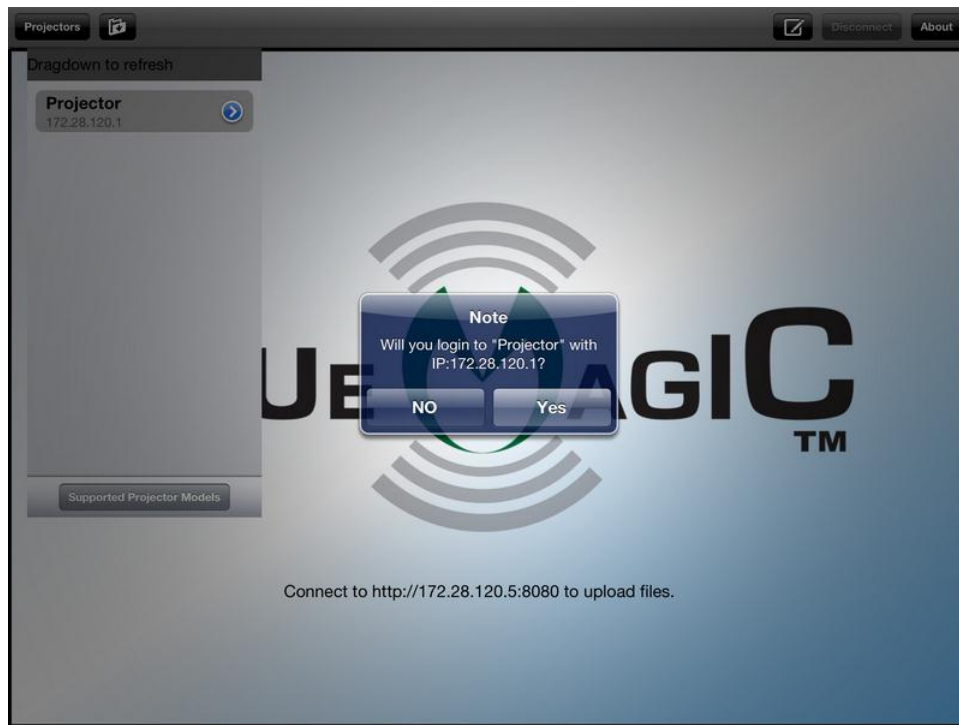 Projectors
Disconnect
About
Dragdown to refresh
Projector
172.28.120.1
Note
Will you login to "Projector" with
IP:172.28.120.1?
NO
Yes
UE AGIC
TM
Supported Projector Models
Connect to http://172.28.120.5:8080 to upload files.